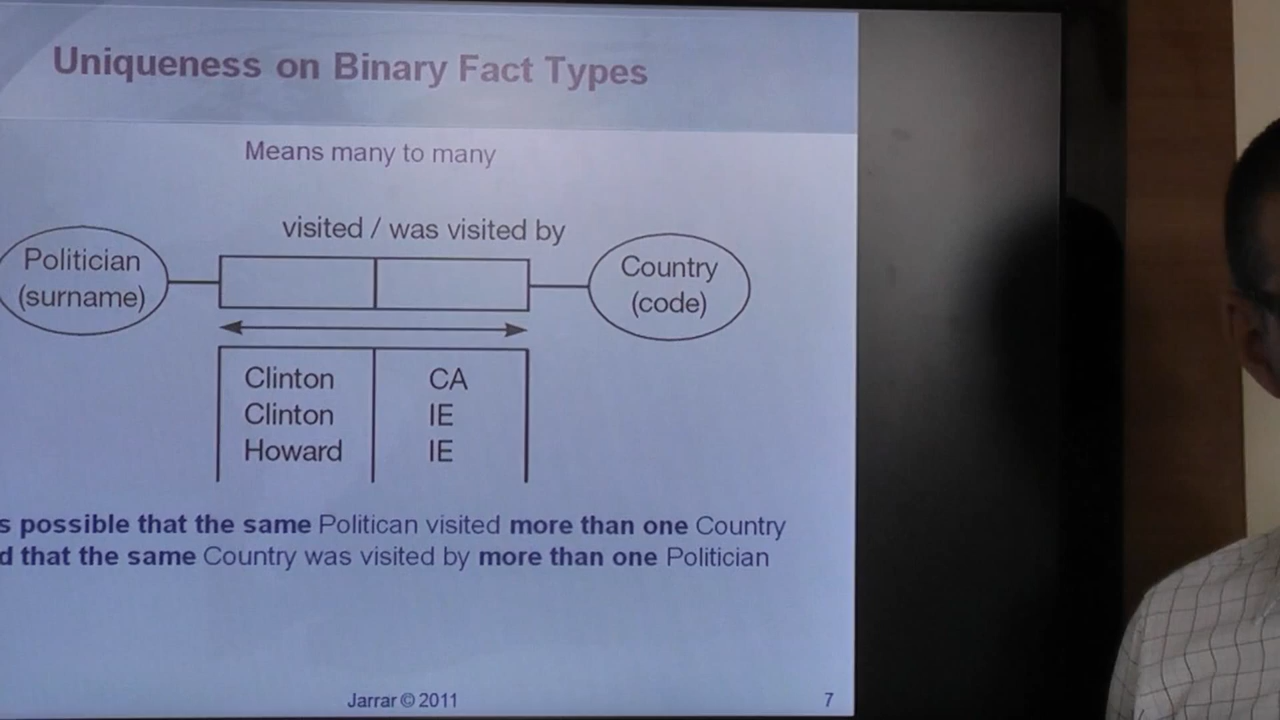 Uniqueness on Binary Fact Types
Means many to many
visited / was visited by
Politician
(surname)
Country
(code)
Clinton CA
Clinton IE
Howard IE
possible that the same Politican visited more than one Country
that the same Country was visited by more than one Politician
Jarrar © 2011
7